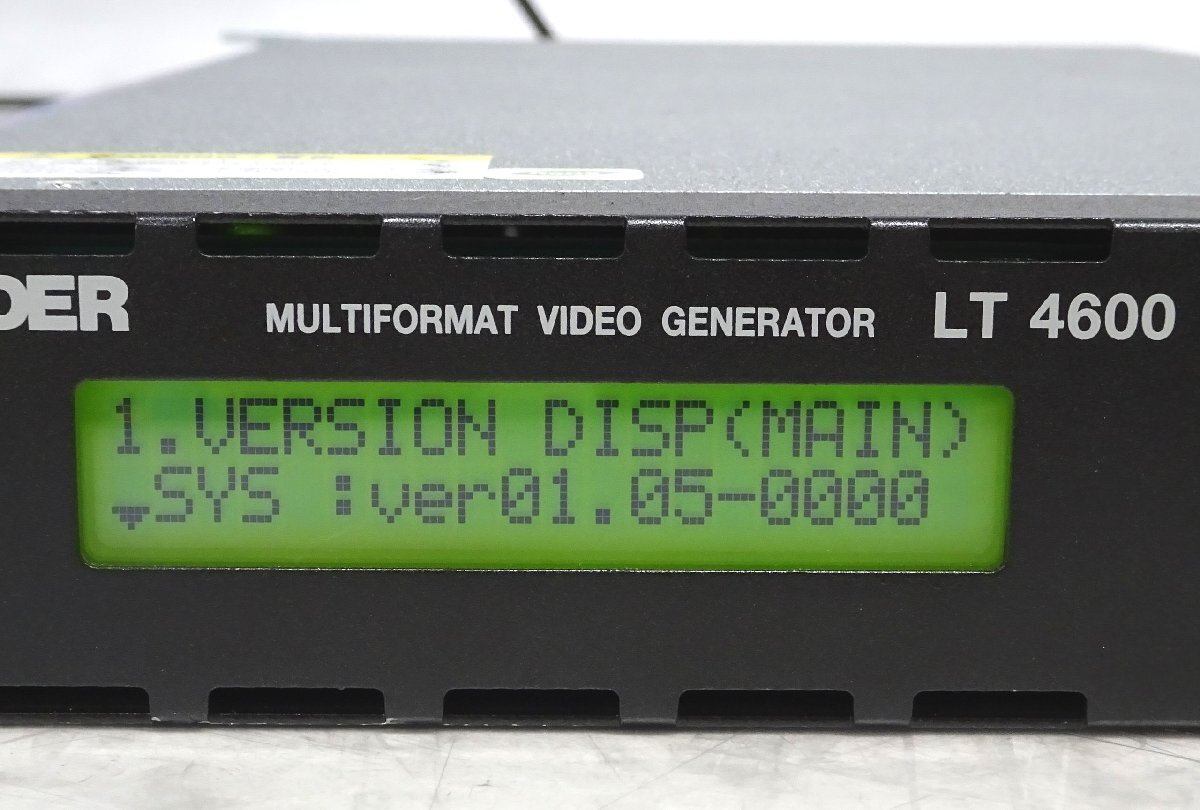 DER MULTIFORMAT VIDEO GENERATOR LT 4600
1.VERSION DISP(MAIN)
SYS :ver01.05-0000